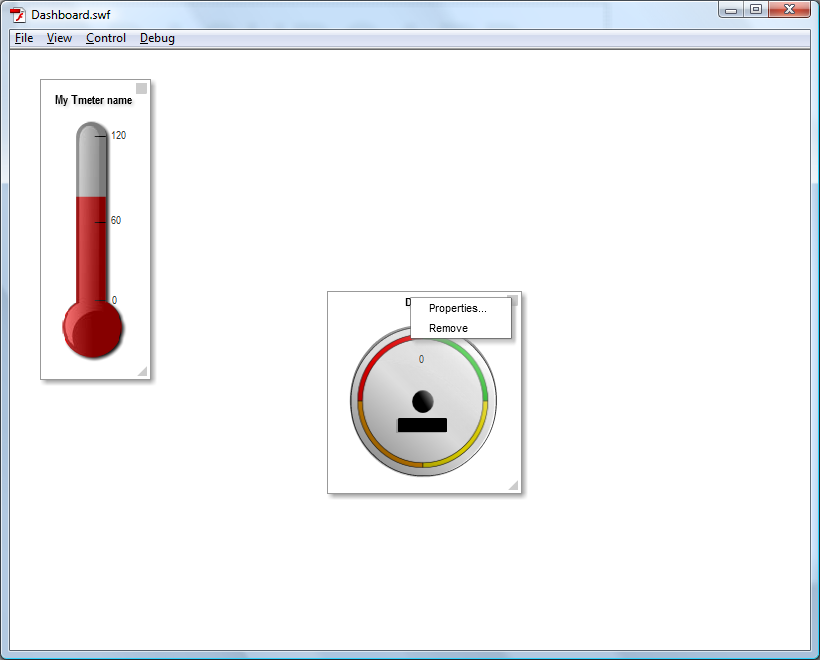 Dashboard.swf
File View Control Debug
My Tmeter name
120
60
0
Properties...
Remove
0